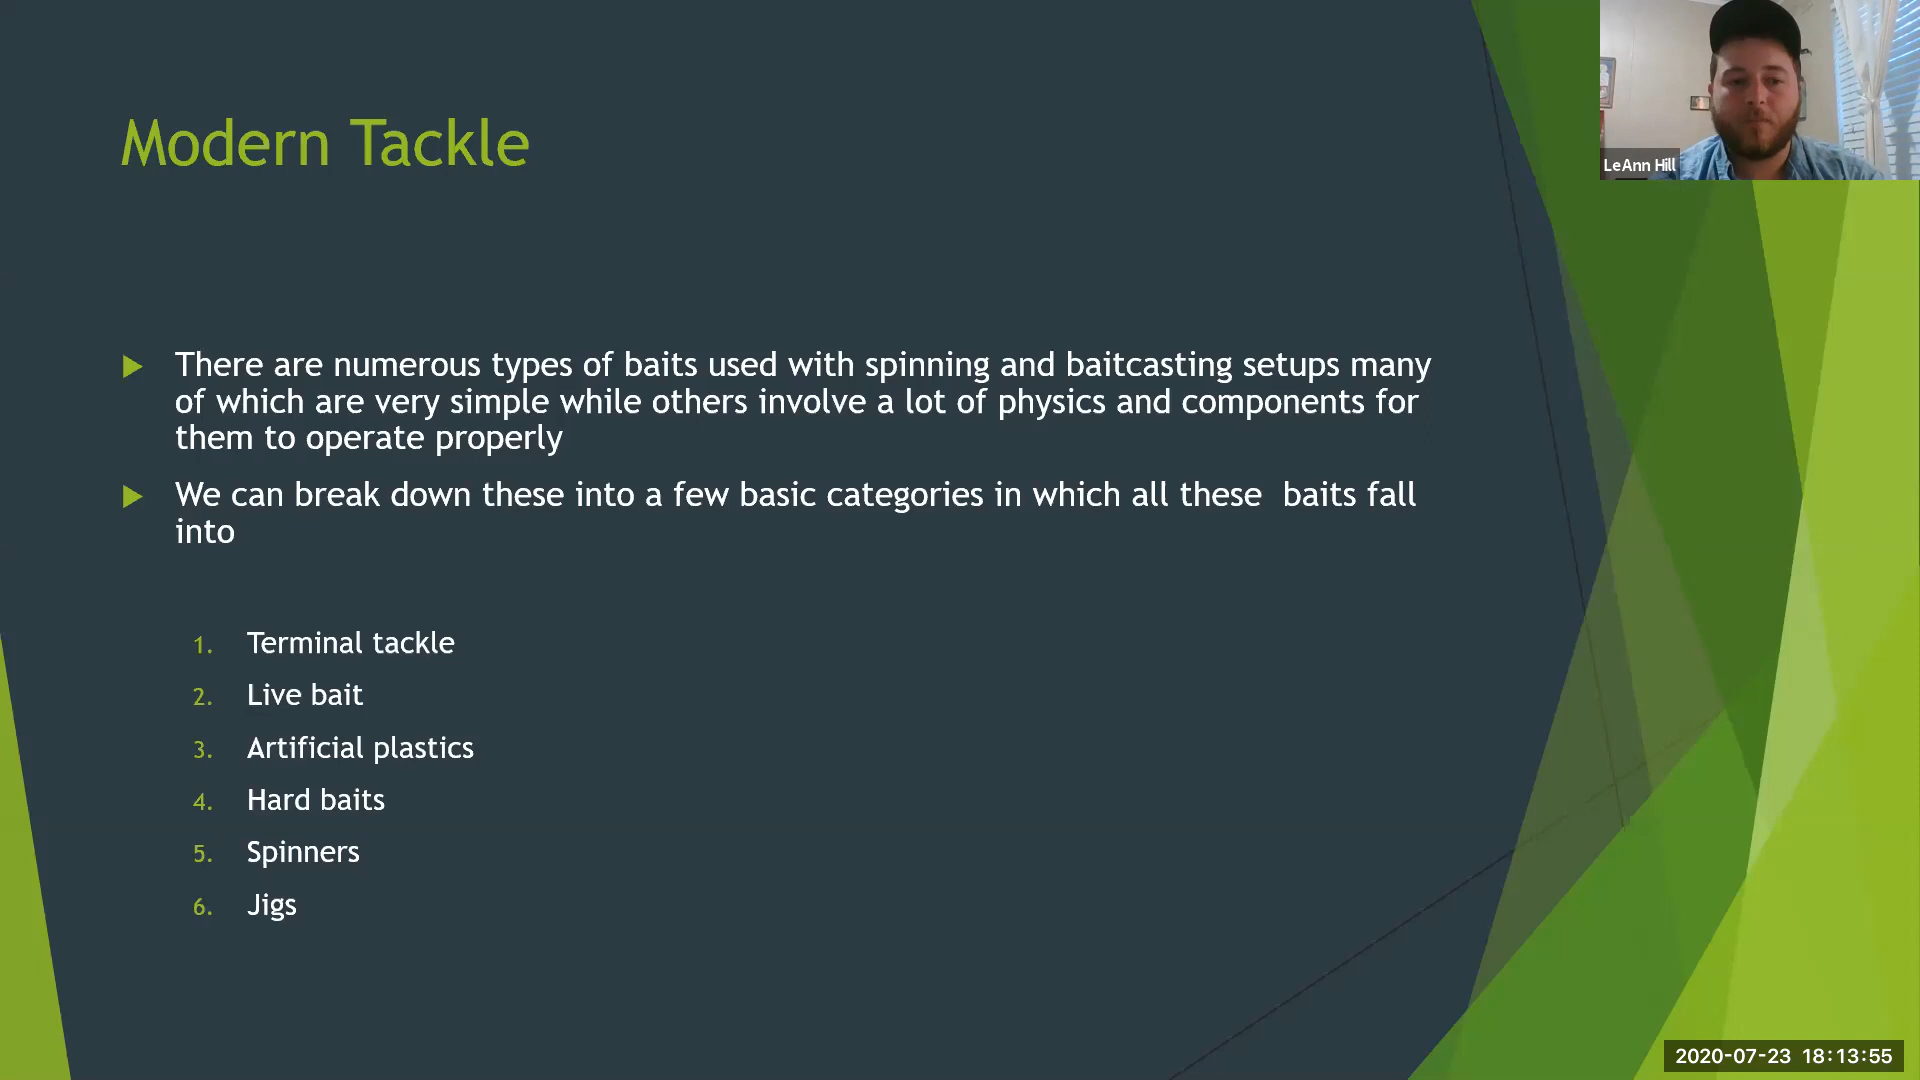 Modern Tackle
There are numerous types of baits used with spinning and baitcasting setups many
of which are very simple while others involve a lot of physics and components for
them to operate properly
We can break down these into a few basic categories in which all these  baits fall
into
1. Terminal tackle
2. Live bait
3. Artificial plastics
4. Hard baits
5. Spinners
6. Jigs
LeAnn Hill
2020-07-23 18:13:55